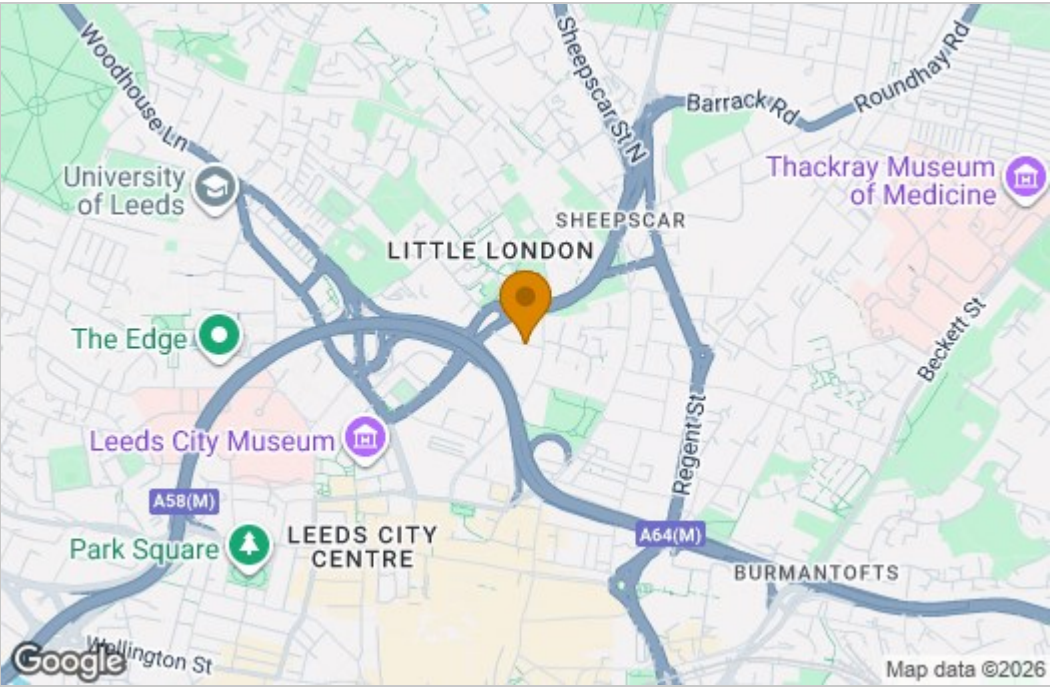 Woodhouse Ln
Sheepscar St N
Barrack Rd
Roundhay Rd
University
of Leeds
Thackray Museum
of Medicine
SHEEPSCAR
LITTLE LONDON
The Edge
Beckett St
Regent St
Leeds City Museum
A58(M)
Park Square
LEEDS CITY
CENTRE
A64(M)
BURMANTOFTS
Wellington St
Google
Map data ©2026